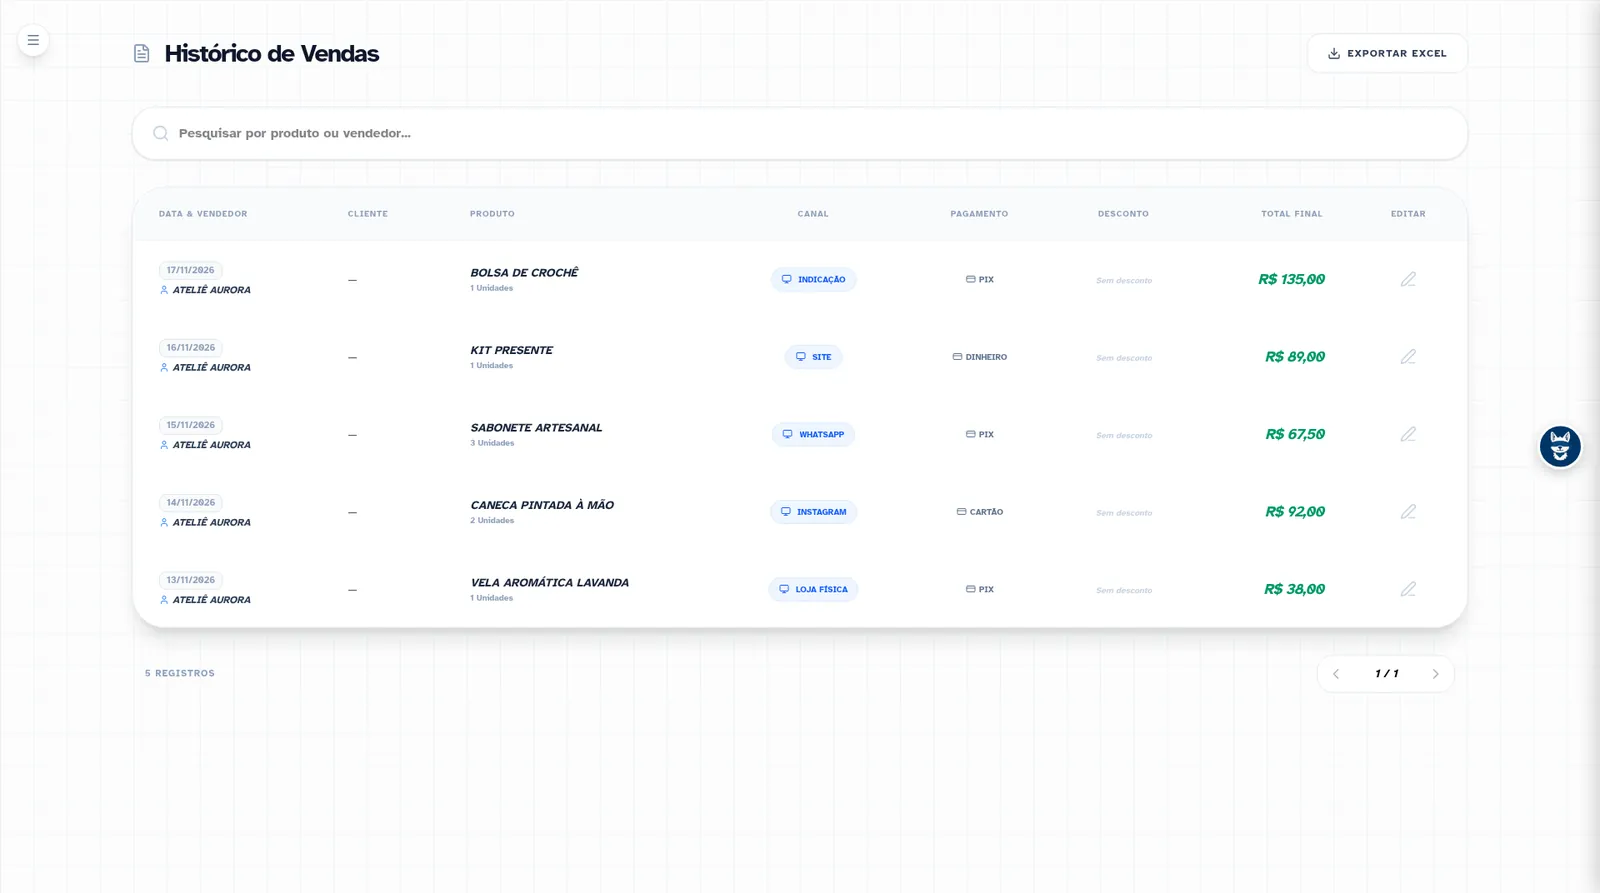 Histórico de Vendas
EXPORTAR EXCEL
Pesquisar por produto ou vendedor...
DATA & VENDEDOR CLIENTE PRODUTO CANAL PAGAMENTO DESCONTO TOTAL FINAL EDITAR
17/11/2026
ATELIÊ AURORA
—
BOLSA DE CROCHÊ
1 Unidades
INDICAÇÃO
PIX
Sem desconto
R$ 135,00
16/11/2026
ATELIÊ AURORA
—
KIT PRESENTE
1 Unidades
SITE
DINHEIRO
Sem desconto
R$ 89,00
15/11/2026
ATELIÊ AURORA
—
SABONETE ARTESANAL
3 Unidades
WHATSAPP
PIX
Sem desconto
R$ 67,50
14/11/2026
ATELIÊ AURORA
—
CANECA PINTADA À MÃO
2 Unidades
INSTAGRAM
CARTÃO
Sem desconto
R$ 92,00
13/11/2026
ATELIÊ AURORA
—
VELA AROMÁTICA LAVANDA
1 Unidades
LOJA FÍSICA
PIX
Sem desconto
R$ 38,00
5 REGISTROS
1 / 1